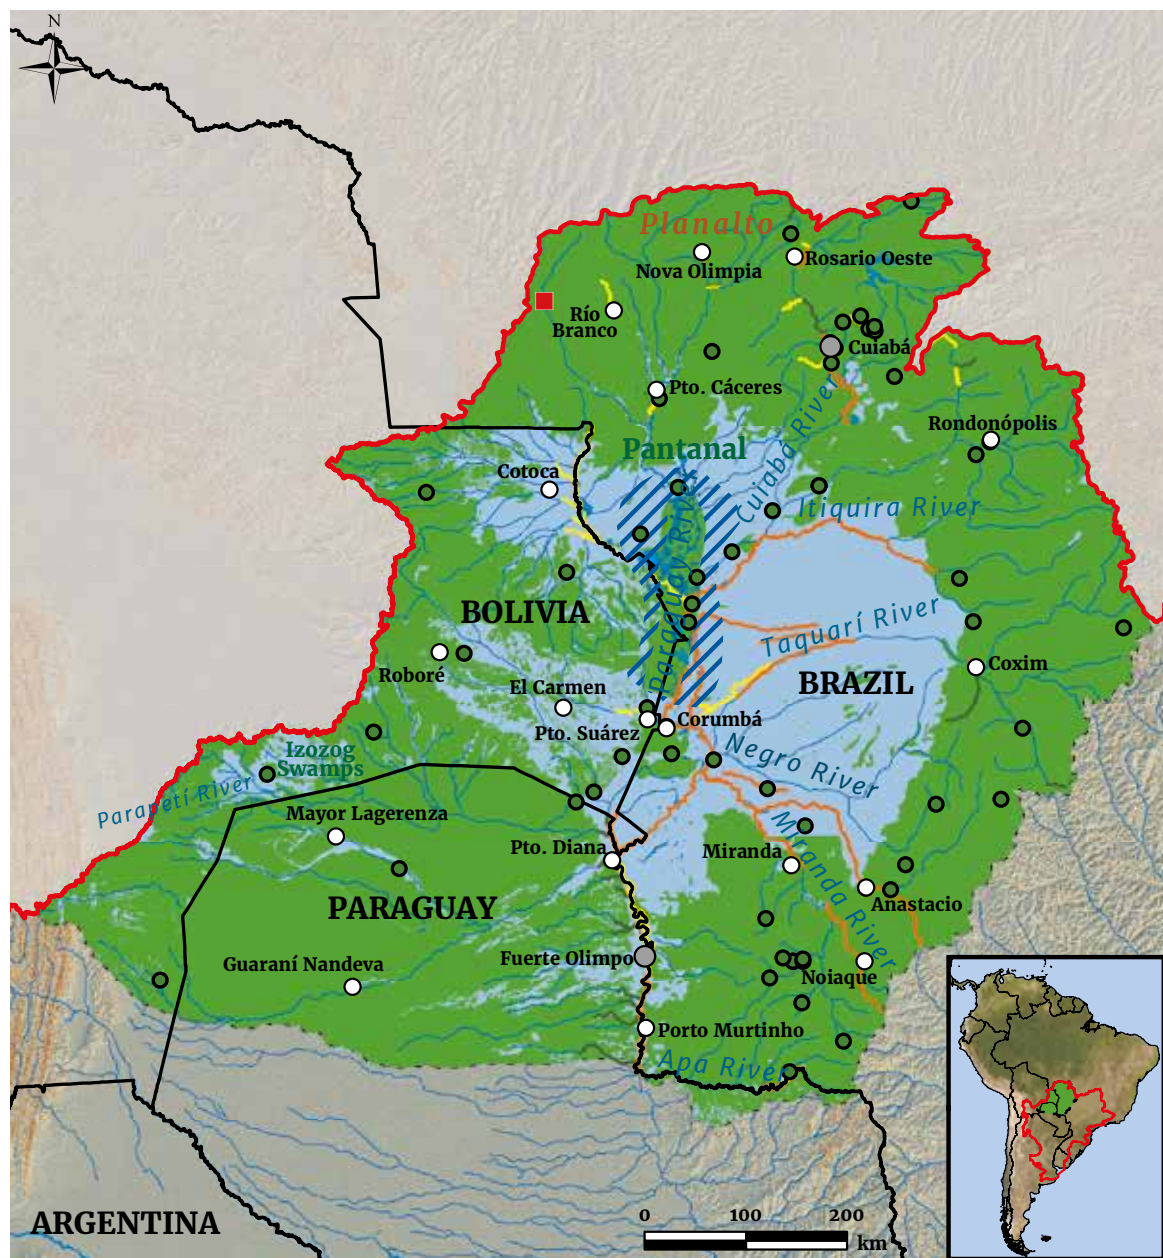 N
Planalto
Nova Olimpia
Rosario Oeste
Río
Branco
Cuiabá
Pto. Cáceres
Cuiabá River
Rondonópolis
Pantanal
Cotoca
Itiquira River
Paraguay River
BOLIVIA
Taquarí River
Roboré
Coxim
El Carmen
BRAZIL
Pto. Suárez
Corumbá
Izozog
Swamps
Negro River
Parapetí River
Mayor Lagerenza
Pto. Diana
Miranda
Miranda River
PARAGUAY
Anastacio
Guaraní Nandeva
Fuerte Olimpo
Noiaque
Porto Murtinho
Apa River
ARGENTINA
0 100 200
km